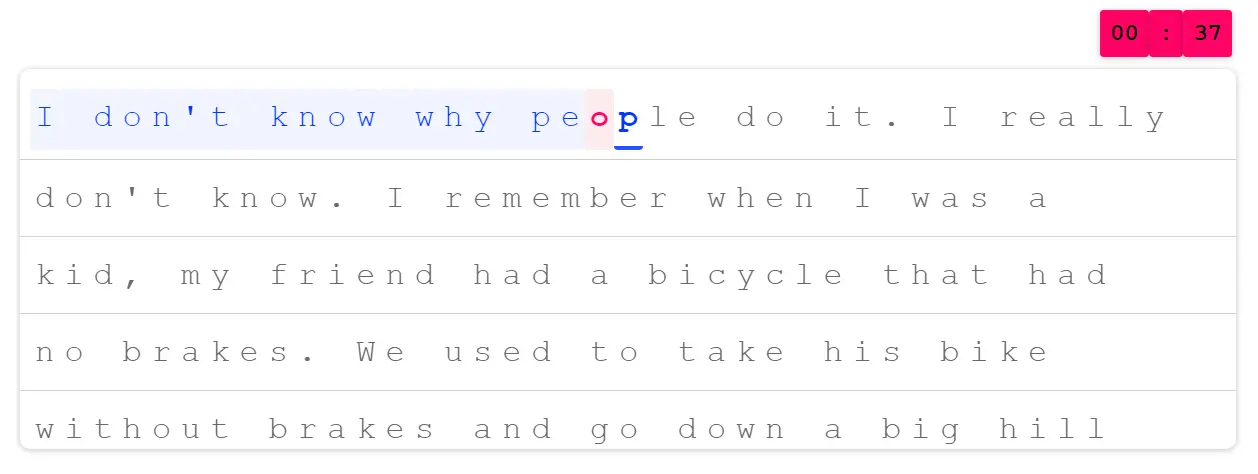 00 : 37
I don't know why people do it. I really
don't know. I remember when I was a
kid, my friend had a bicycle that had
no brakes. We used to take his bike
without brakes and go down a big hill